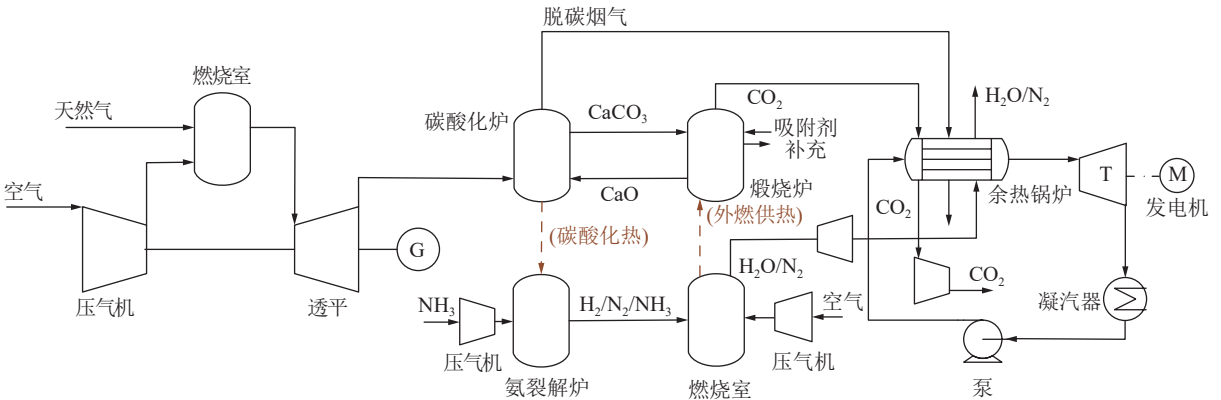 脱碳烟气
燃烧室
天然气
空气
压气机
透平
G
碳酸化炉
CaCO₃
CaO
CO₂
吸附剂
补充
煅烧炉
(碳酸化热)
(外燃供热)
H₂O/N₂
余热锅炉
T
M
发电机
CO₂
CO₂
H₂O/N₂
NH₃
压气机
氨裂解炉
H₂/N₂/NH₃
燃烧室
空气
压气机
凝汽器
泵